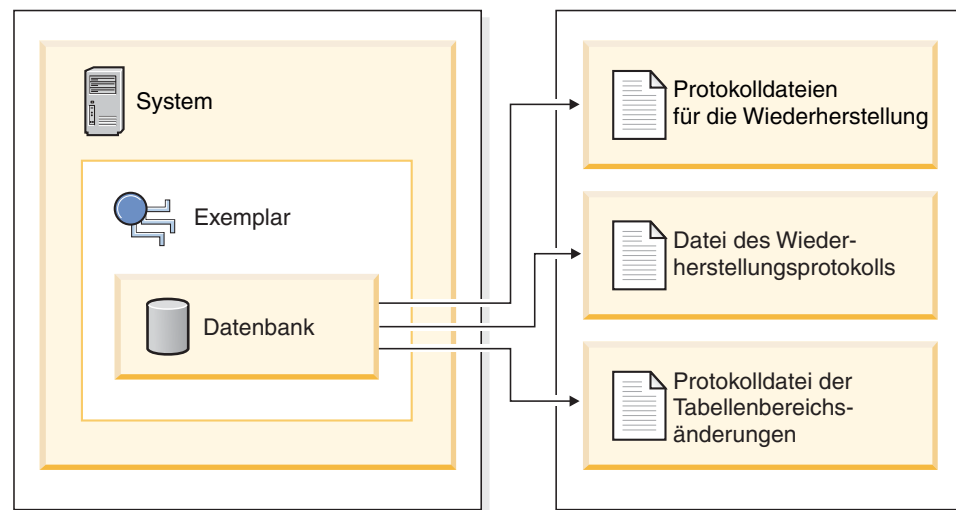 System
Exemplar
Datenbank
Protokolldateien
für die Wiederherstellung
Datei des Wieder-
herstellungsprotokolls
Protokolldatei der
Tabellenbereichs-
änderungen